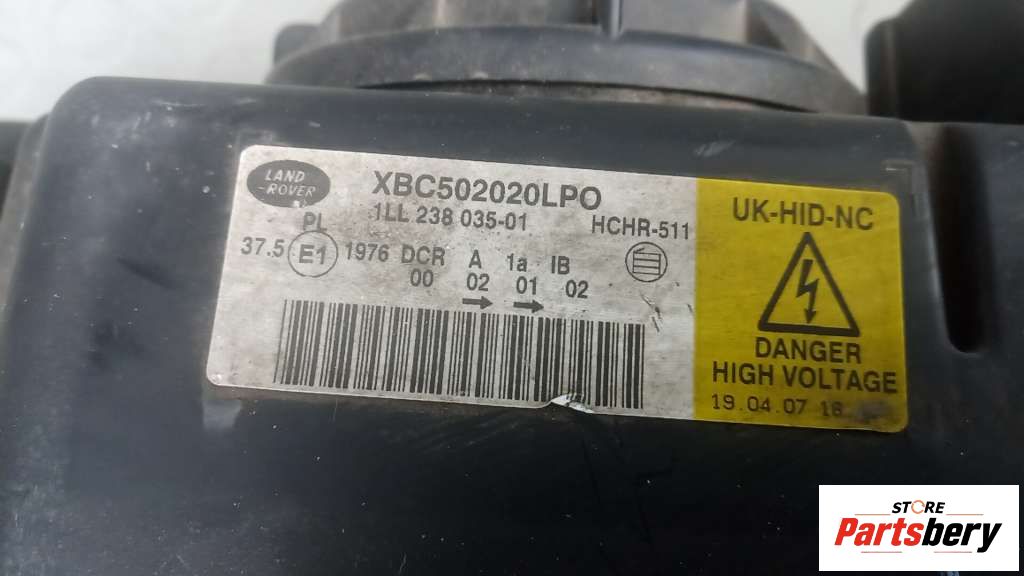 LAND
-ROVER
XBC502020LPO
1LL 238 035-01
HCHR-511
PL
37.5 E1 1976 DCR A 1a IB
00 02 01 02
UK-HID-NC
DANGER
HIGH VOLTAGE
19.04.07 18
STORE
Partsbery